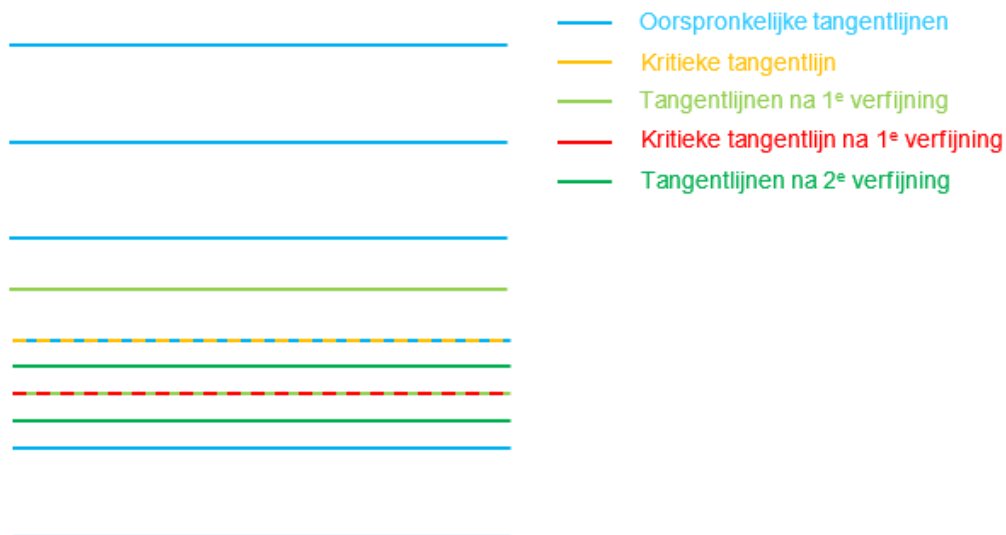 Oorspronkelijke tangentlijnen
Kritieke tangentlijn
Tangentlijnen na 1e verfijning
Kritieke tangentlijn na 1e verfijning
Tangentlijnen na 2e verfijning